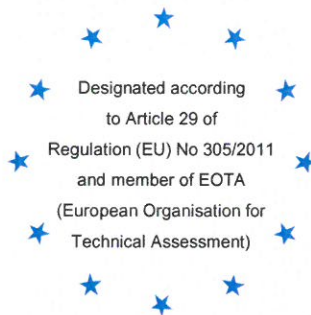 Designated according
to Article 29 of
Regulation (EU) No 305/2011
and member of EOTA
(European Organisation for
Technical Assessment)